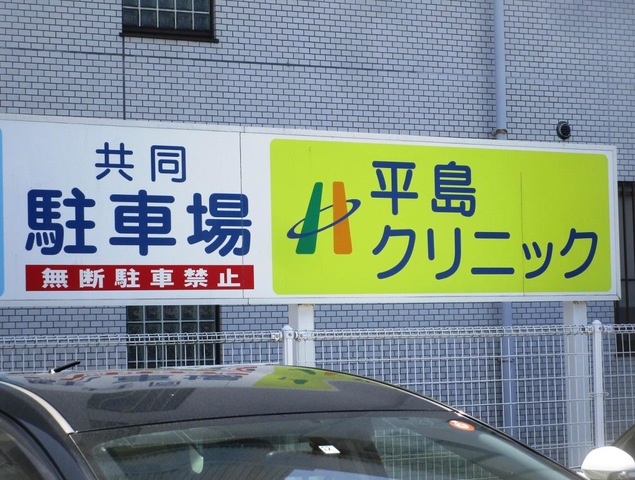 共同
駐車場
無断駐車禁止
平島
クリニック